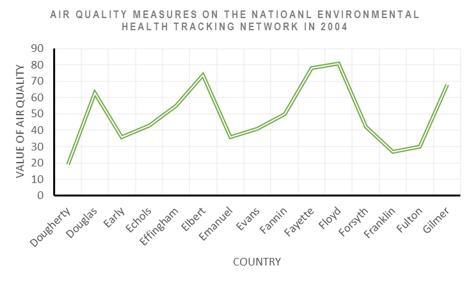 AIR QUALITY MEASURES ON THE NATIOANL ENVIRONMENTAL
HEALTH TRACKING NETWORK IN 2004
90
80
70
60
50
40
30
20
10
0
VALUE OF AIR QUALITY
Dougherty
Douglas
Early
Echols
Effingham
Elbert
Emanuel
Evans
Fannin
Fayette
Floyd
Forsyth
Franklin
Fulton
Gilmer
COUNTRY